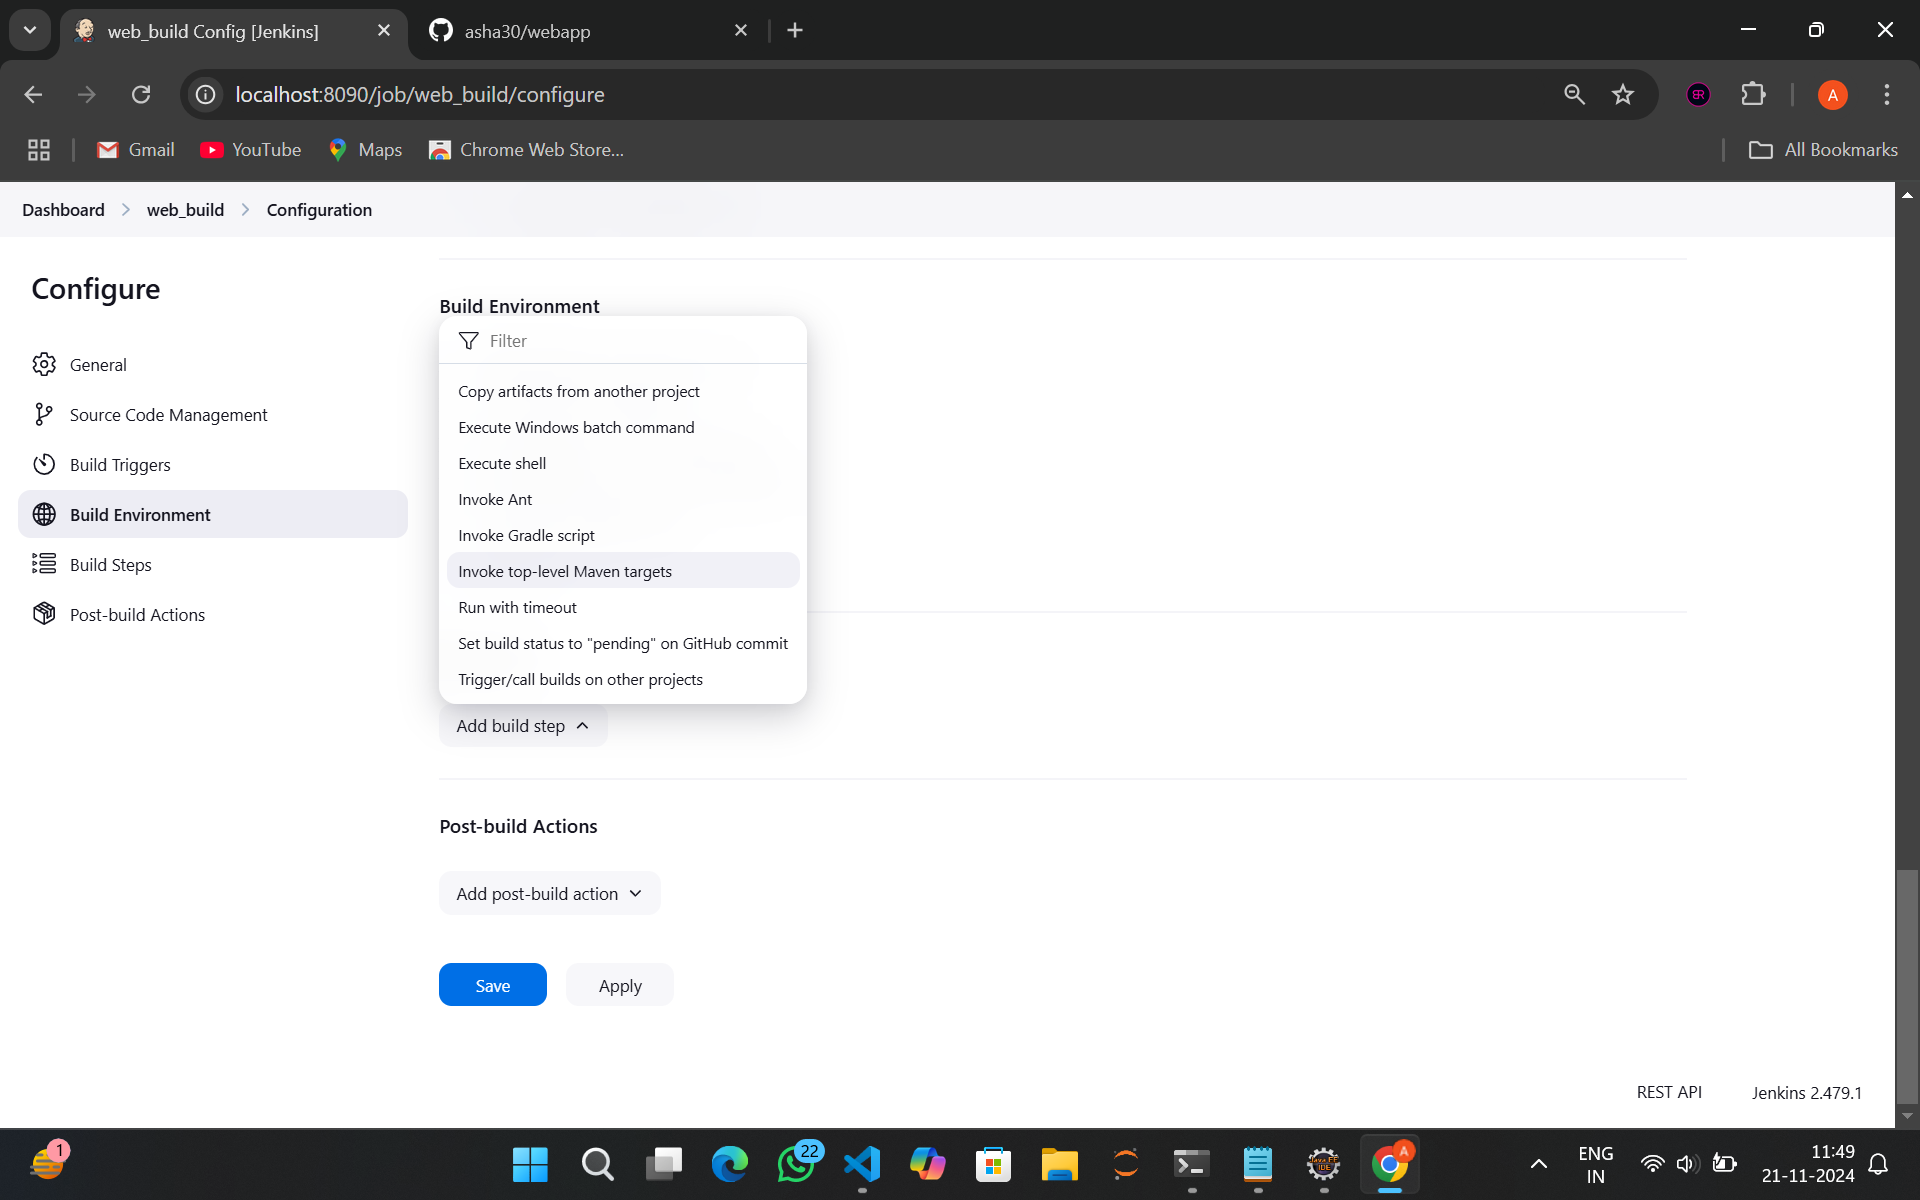 web_build Config [Jenkins]
asha30/webapp
localhost:8090/job/web_build/configure
A
Gmail
YouTube
Maps
Chrome Web Store...
All Bookmarks
Dashboard
web_build
Configuration
Configure
General
Source Code Management
Build Triggers
Build Environment
Build Steps
Post-build Actions
Build Environment
Filter
Copy artifacts from another project
Execute Windows batch command
Execute shell
Invoke Ant
Invoke Gradle script
Invoke top-level Maven targets
Run with timeout
Set build status to "pending" on GitHub commit
Trigger/call builds on other projects
Add build step
Post-build Actions
Add post-build action
Save
Apply
REST API
Jenkins 2.479.1
1
22
A
ENG
IN
11:49
21-11-2024